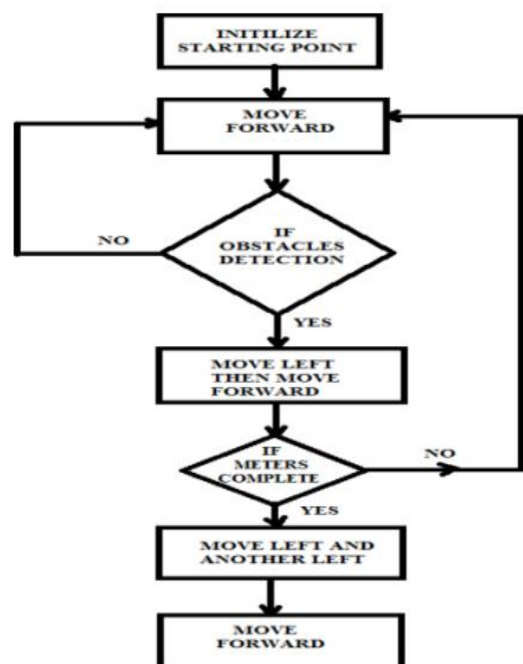 INITILIZE
STARTING POINT
MOVE
FORWARD
IF
OBSTACLES
DETECTION
NO
YES
MOVE LEFT
THEN MOVE
FORWARD
IF
METERS
COMPLETE
NO
YES
MOVE LEFT AND
ANOTHER LEFT
MOVE
FORWARD